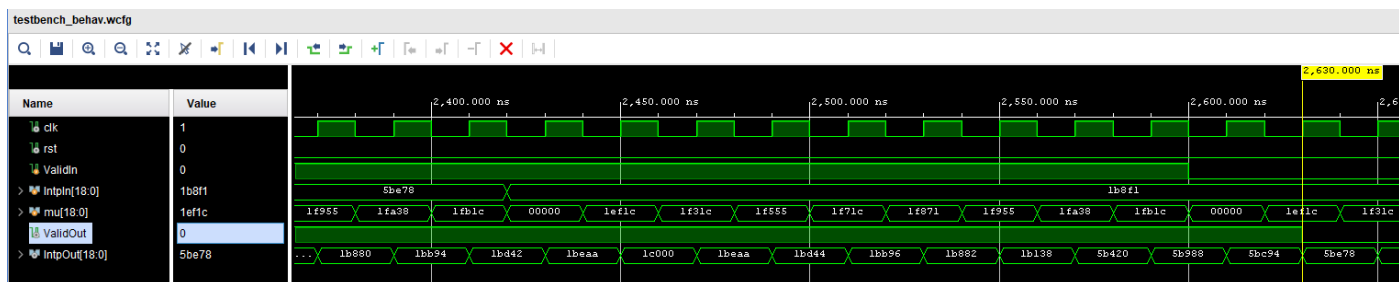 testbench_behav.wcfg
2,630.000 ns
Name Value
2,400.000 ns 2,450.000 ns 2,500.000 ns 2,550.000 ns 2,600.000 ns 2,6
clk 1
rst 0
ValidIn 0
IntpIn[18:0] 1b8f1 5be78 1b8f1
mu[18:0] 1ef1c 1f955 1fa38 1fb1c 00000 1ef1c 1f31c 1f555 1f71c 1f871 1f955 1fa38 1fb1c 00000 1ef1c 1f31c
ValidOut 0
IntpOut[18:0] 5be78 ... 1b880 1bb94 1bd42 1beaa 1c000 1beaa 1bd44 1bb96 1b882 1b138 5b420 5b988 5bc94 5be78